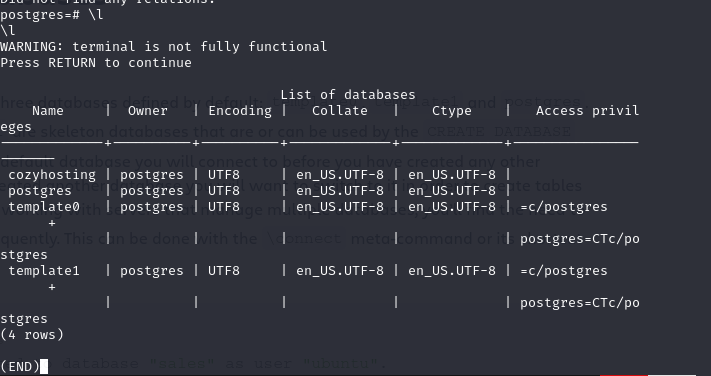 Did not find any relations.
postgres=# \l
\l
WARNING: terminal is not fully functional
Press RETURN to continue
List of databases
Name | Owner | Encoding | Collate | Ctype | Access privil
eges
------------+----------+----------+-------------+-------------+----------------
-------
cozyhosting | postgres | UTF8 | en_US.UTF-8 | en_US.UTF-8 |
postgres | postgres | UTF8 | en_US.UTF-8 | en_US.UTF-8 |
template0 | postgres | UTF8 | en_US.UTF-8 | en_US.UTF-8 | =c/postgres
+
| | | | | postgres=CTc/po
stgres
template1 | postgres | UTF8 | en_US.UTF-8 | en_US.UTF-8 | =c/postgres
+
| | | | | postgres=CTc/po
stgres
(4 rows)
(END)